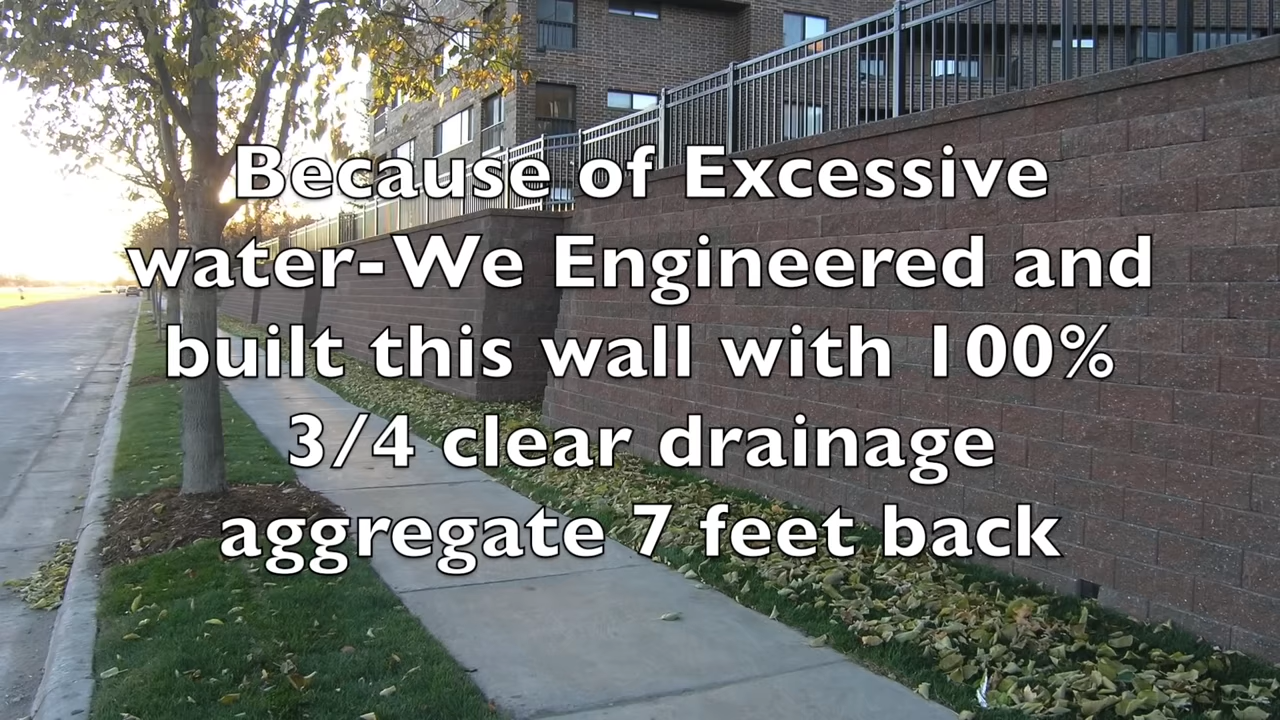 Because of Excessive
water-We Engineered and
built this wall with 100%
3/4 clear drainage
aggregate 7 feet back